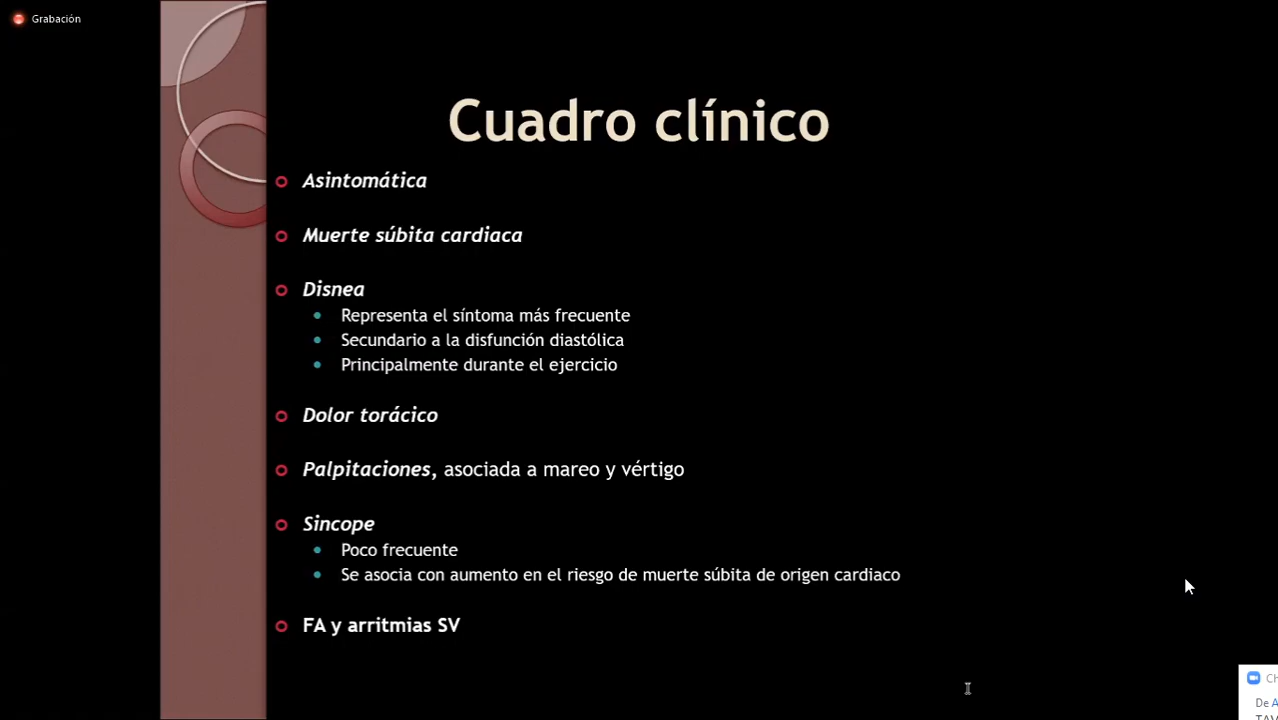 Grabación
Cuadro clínico
Asintomática
Muerte súbita cardiaca
Disnea
Representa el síntoma más frecuente
Secundario a la disfunción diastólica
Principalmente durante el ejercicio
Dolor torácico
Palpitaciones, asociada a mareo y vértigo
Sincope
Poco frecuente
Se asocia con aumento en el riesgo de muerte súbita de origen cardiaco
FA y arritmias SV
De